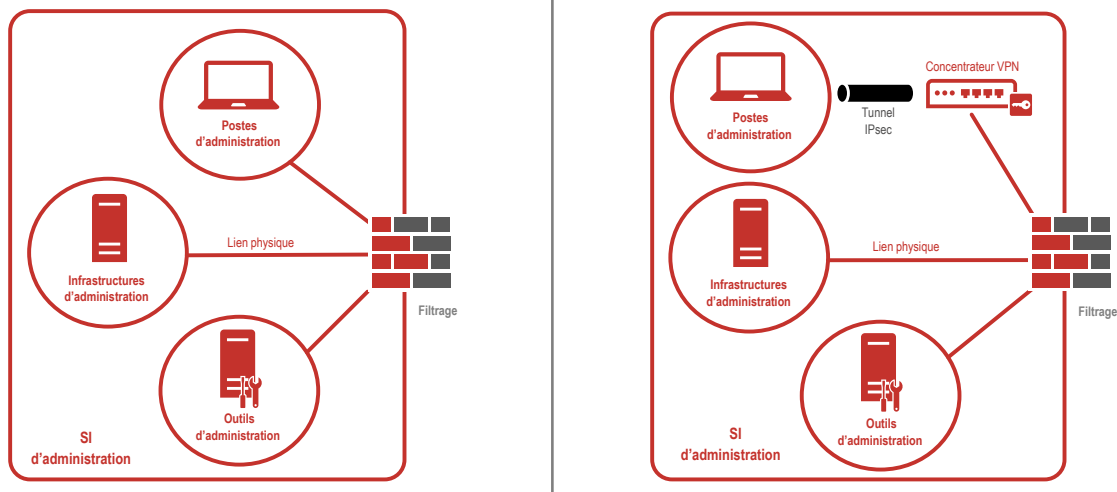 Postes
d'administration
Lien physique
Infrastructures
d'administration
Filtrage
Outils
d'administration
SI
d'administration
Concentrateur VPN
Postes
d'administration
Tunnel
IPsec
Lien physique
Infrastructures
d'administration
Filtrage
Outils
d'administration
SI
d'administration